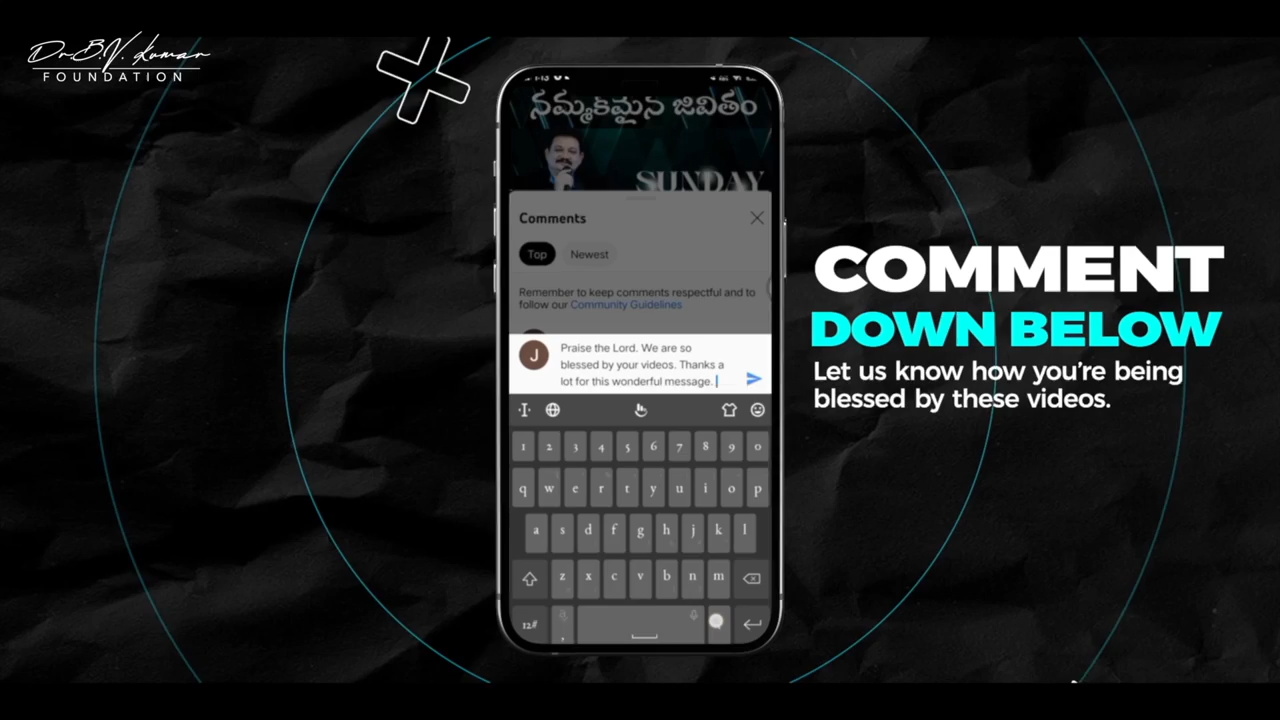 Dr B.V. Kumar
FOUNDATION
నమ్మకమైన జీవితం
SUNDAY
Comments
Top
Newest
Remember to keep comments respectful and to
follow our Community Guidelines
J
Praise the Lord. We are so
blessed by your videos. Thanks a
lot for this wonderful message.
1 2 3 4 5 6 7 8 9 0
q w e r t y u i o p
a s d f g h j k l
z x c v b n m
12# ,
COMMENT
DOWN BELOW
Let us know how you're being
blessed by these videos.